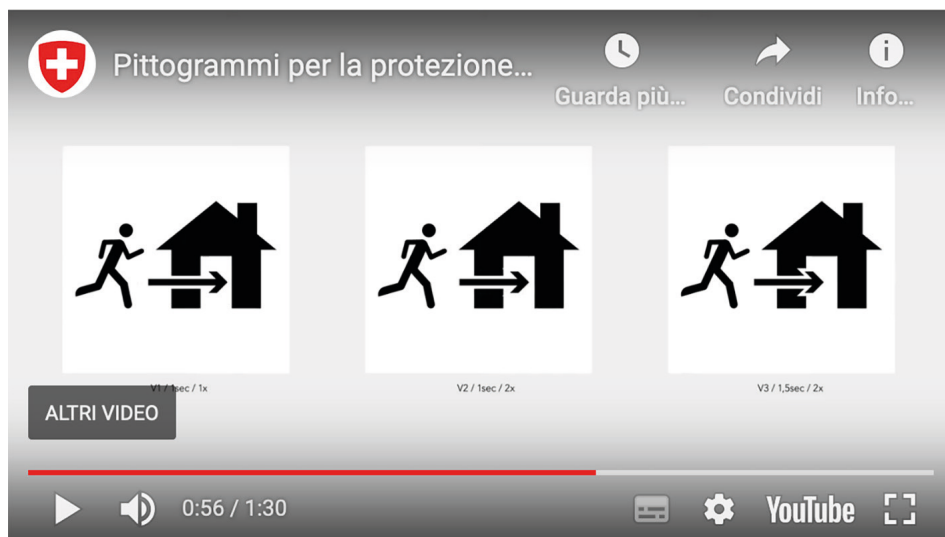 Pittogrammi per la protezione...
Guarda più...
Condividi
Info...
V1 / 1sec / 1x
V2 / 1sec / 2x
V3 / 1,5sec / 2x
ALTRI VIDEO
0:56 / 1:30
YouTube